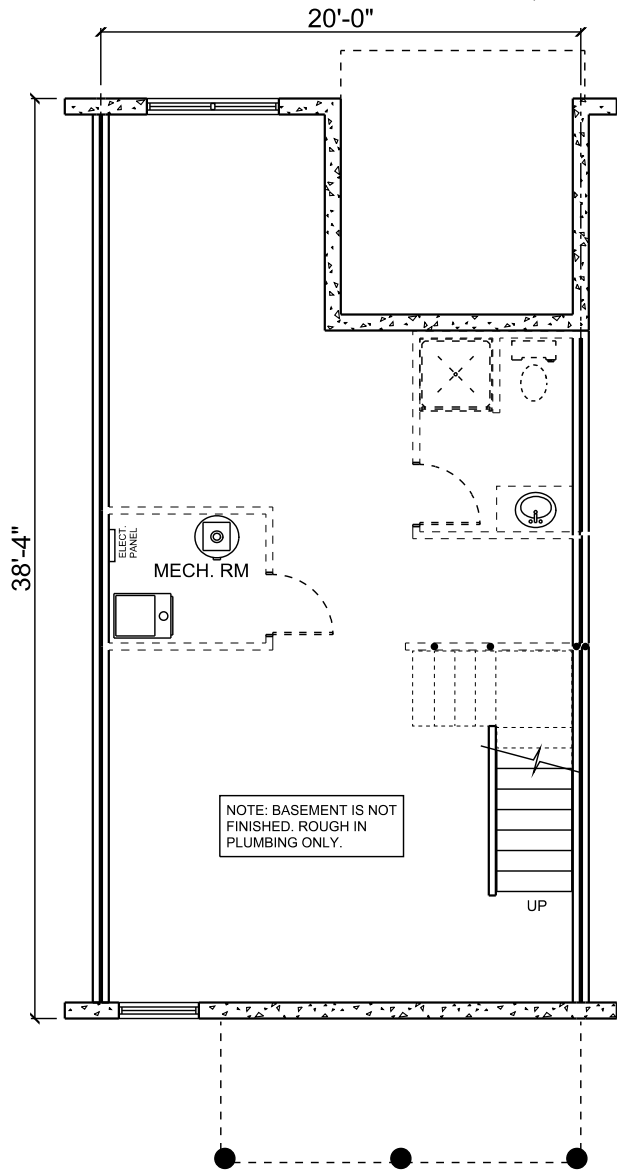 20'-0"
38'-4"
ELECT.
PANEL
MECH. RM
NOTE: BASEMENT IS NOT
FINISHED. ROUGH IN
PLUMBING ONLY.
UP